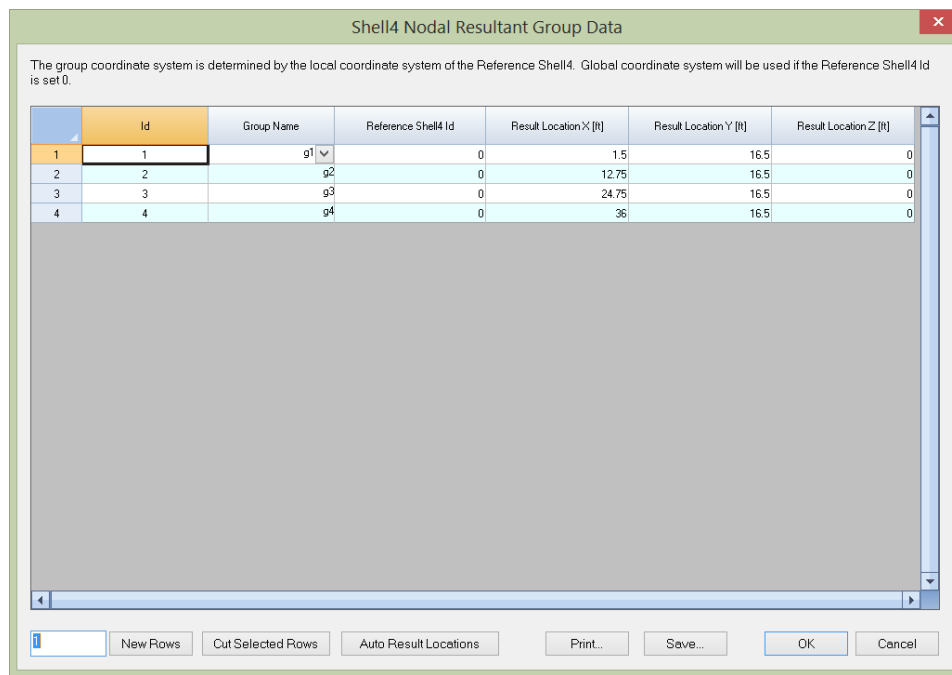 Shell4 Nodal Resultant Group Data
The group coordinate system is determined by the local coordinate system of the Reference Shell4. Global coordinate system will be used if the Reference Shell4 Id
is set 0.
Id Group Name Reference Shell4 Id Result Location X [ft] Result Location Y [ft] Result Location Z [ft]
1 1 g1 0 1.5 16.5 0
2 2 g2 0 12.75 16.5 0
3 3 g3 0 24.75 16.5 0
4 4 g4 0 36 16.5 0
1 New Rows Cut Selected Rows Auto Result Locations Print... Save... OK Cancel